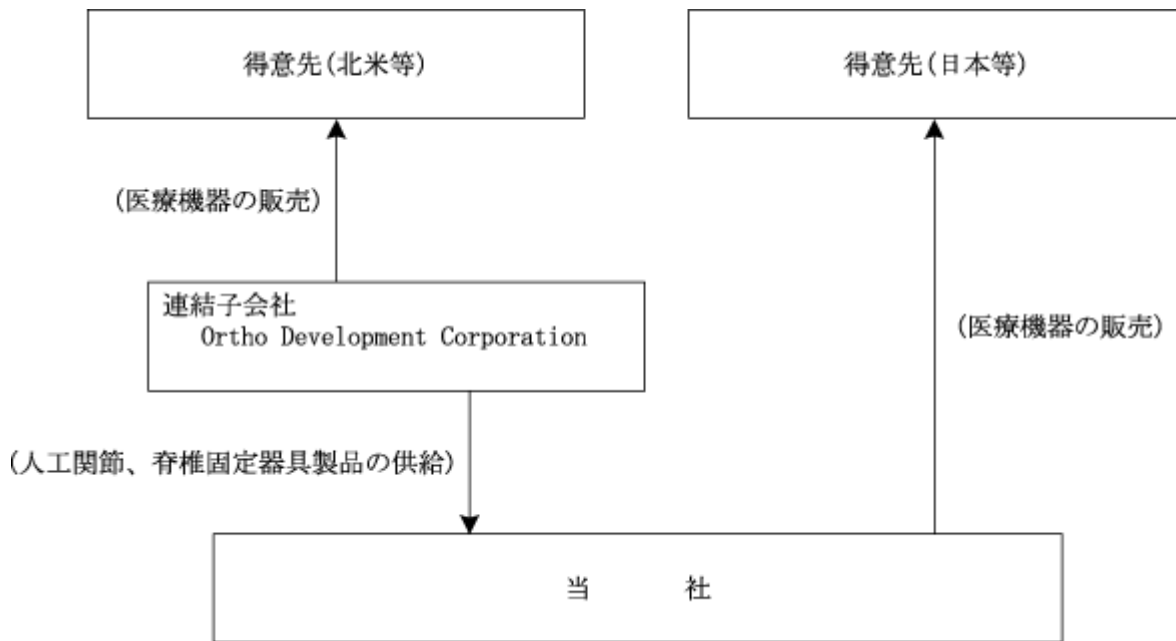 得意先(北米等)
得意先(日本等)
(医療機器の販売)
連結子会社
Ortho Development Corporation
(医療機器の販売)
(人工関節、脊椎固定器具製品の供給)
当 社